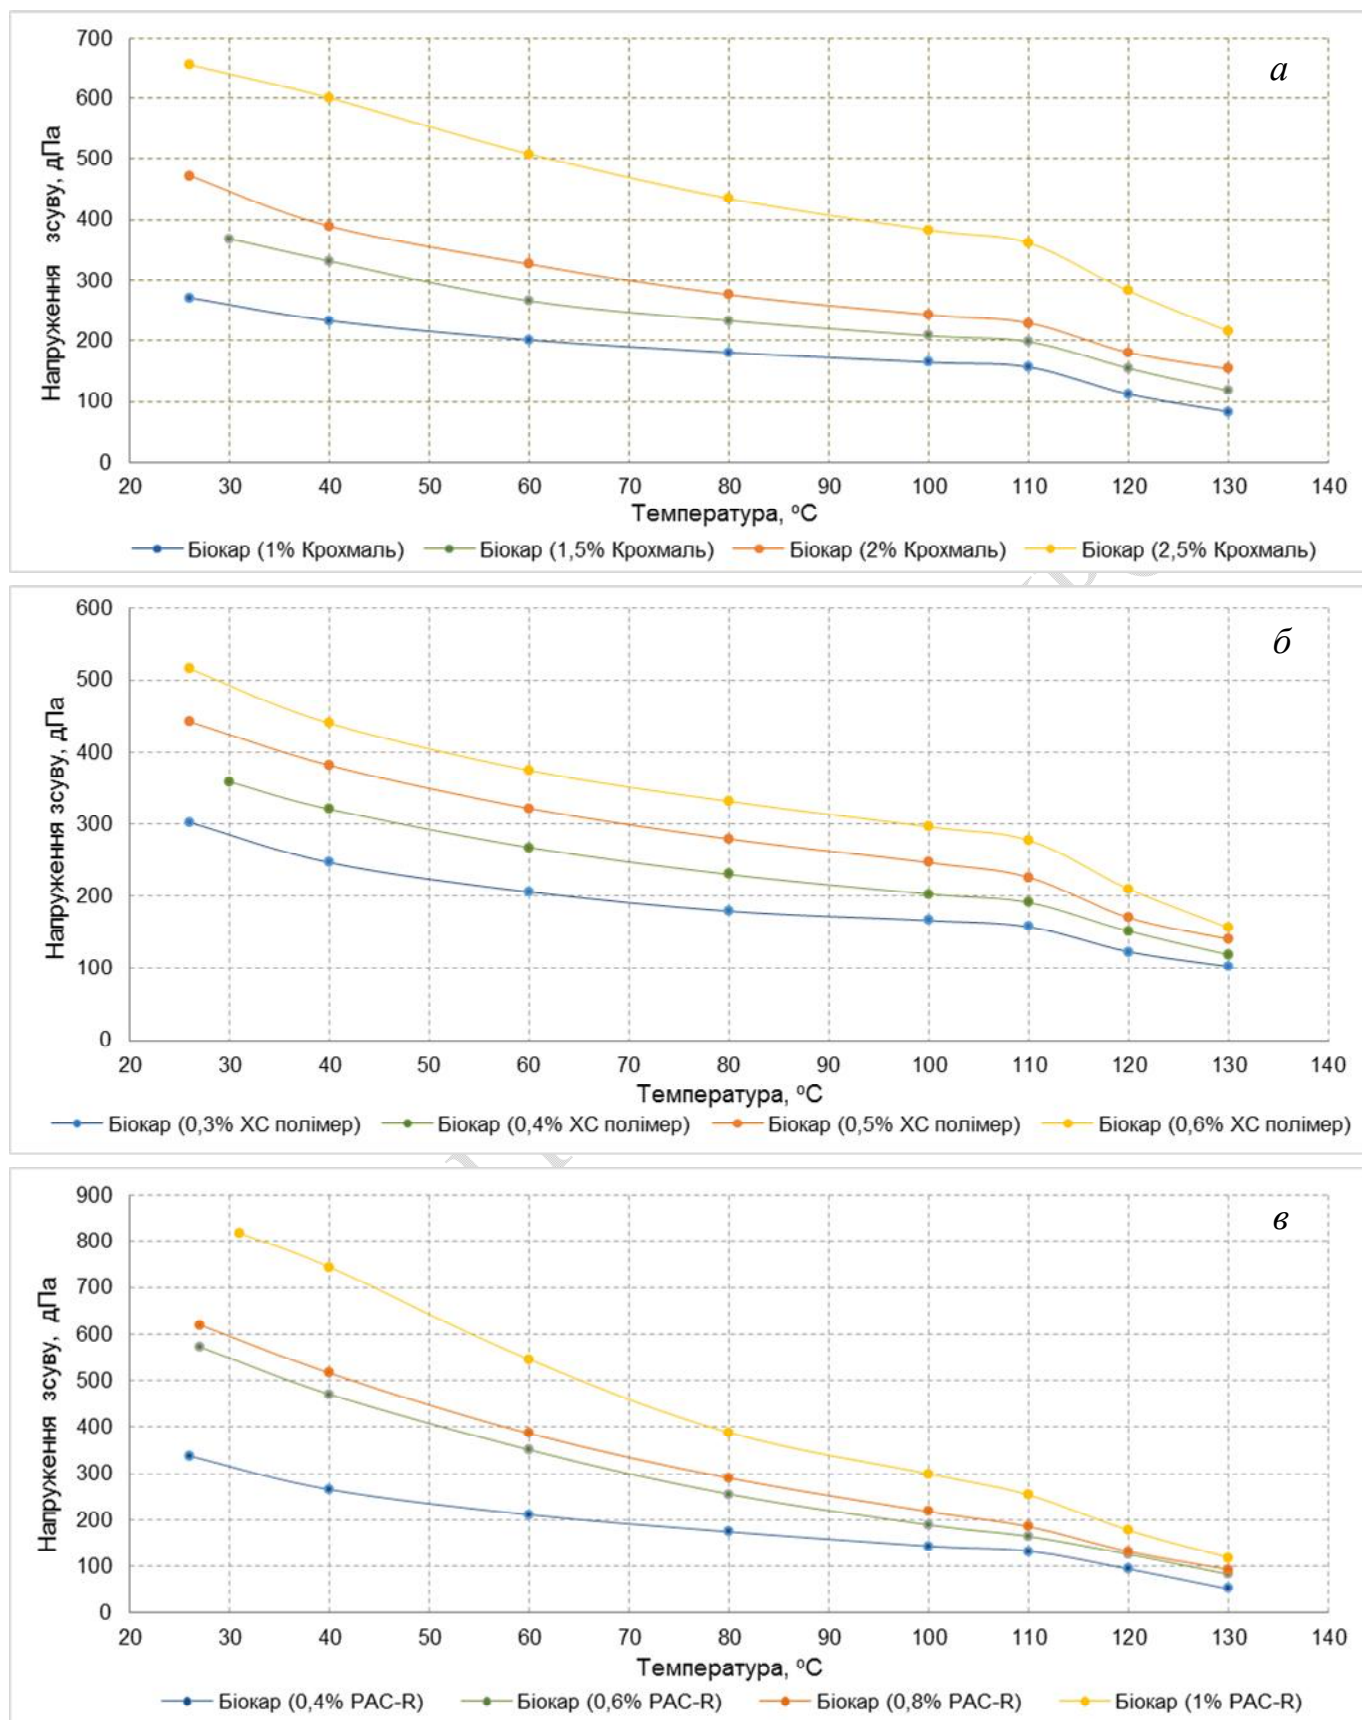 700
600
500
400
300
200
100
0
Напруження зсуву, дПа
а
20 30 40 50 60 70 80 90 100 110 120 130 140
Температура, ºС
Біокар (1% Крохмаль) Біокар (1,5% Крохмаль) Біокар (2% Крохмаль) Біокар (2,5% Крохмаль)
600
500
400
300
200
100
0
Напруження зсуву, дПа
б
20 30 40 50 60 70 80 90 100 110 120 130 140
Температура, ºС
Біокар (0,3% ХС полімер) Біокар (0,4% ХС полімер) Біокар (0,5% ХС полімер) Біокар (0,6% ХС полімер)
900
800
700
600
500
400
300
200
100
0
Напруження зсуву, дПа
в
20 30 40 50 60 70 80 90 100 110 120 130 140
Температура, ºС
Біокар (0,4% PAC-R) Біокар (0,6% PAC-R) Біокар (0,8% PAC-R) Біокар (1% PAC-R)